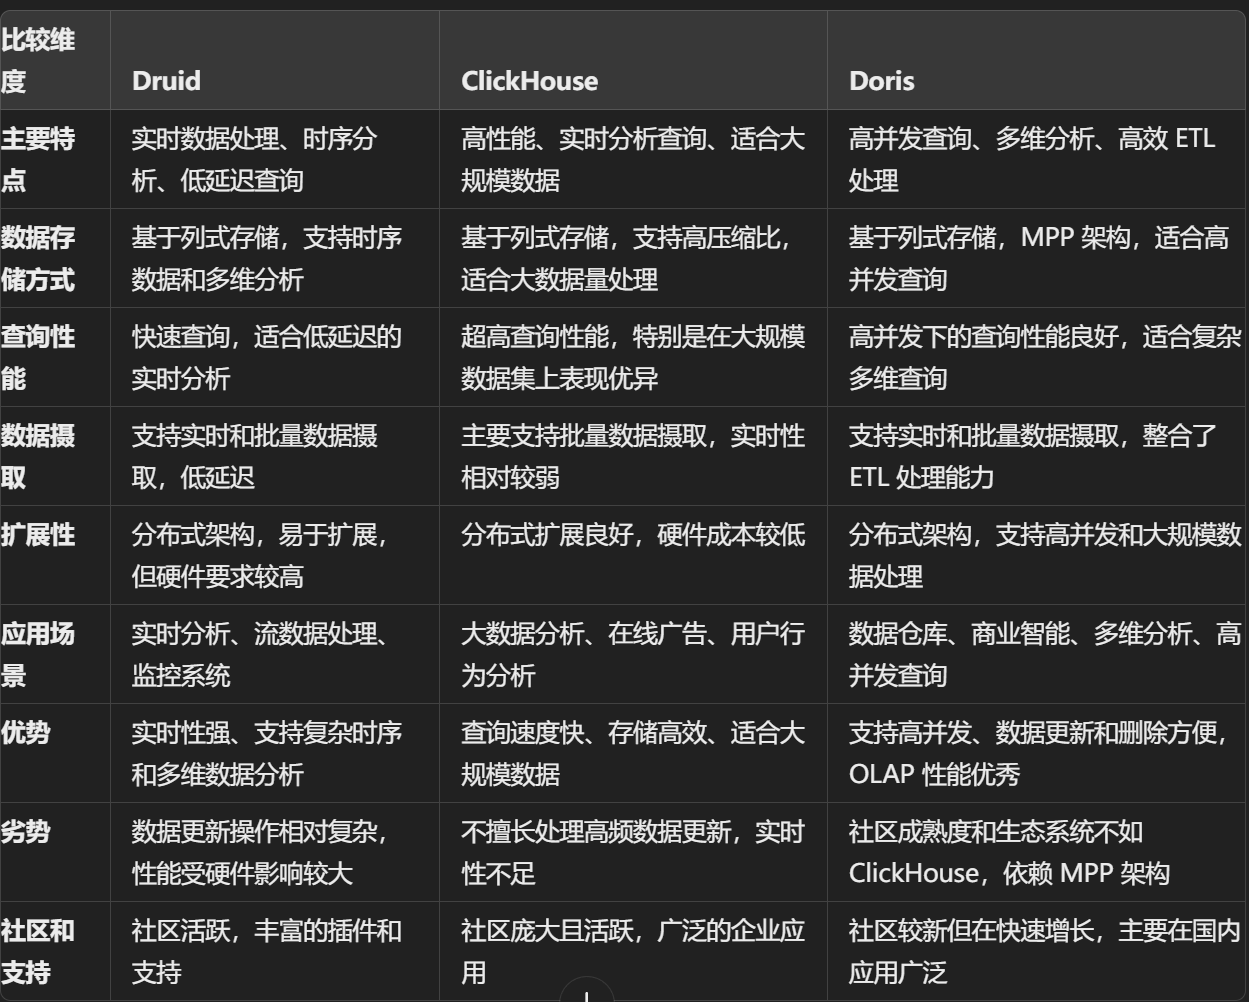 比较维
度
Druid
ClickHouse
Doris
主要特
点
实时数据处理、时序分
析、低延迟查询
高性能、实时分析查询、适合大
规模数据
高并发查询、多维分析、高效 ETL
处理
数据存
储方式
基于列式存储，支持时序
数据和多维分析
基于列式存储，支持高压缩比，
适合大数据量处理
基于列式存储，MPP 架构，适合高
并发查询
查询性
能
快速查询，适合低延迟的
实时分析
超高查询性能，特别是在大规模
数据集上表现优异
高并发下的查询性能良好，适合复杂
多维查询
数据摄
取
支持实时和批量数据摄
取，低延迟
主要支持批量数据摄取，实时性
相对较弱
支持实时和批量数据摄取，整合了
ETL 处理能力
扩展性
分布式架构，易于扩展，
但硬件要求较高
分布式扩展良好，硬件成本较低
分布式架构，支持高并发和大规模数
据处理
应用场
景
实时分析、流数据处理、
监控系统
大数据分析、在线广告、用户行
为分析
数据仓库、商业智能、多维分析、高
并发查询
优势
实时性强、支持复杂时序
和多维数据分析
查询速度快、存储高效、适合大
规模数据
支持高并发、数据更新和删除方便，
OLAP 性能优秀
劣势
数据更新操作相对复杂，
性能受硬件影响较大
不擅长处理高频数据更新，实时
性不足
社区成熟度和生态系统不如
ClickHouse，依赖 MPP 架构
社区和
支持
社区活跃，丰富的插件和
支持
社区庞大且活跃，广泛的企业应
用
社区较新但在快速增长，主要在国内
应用广泛